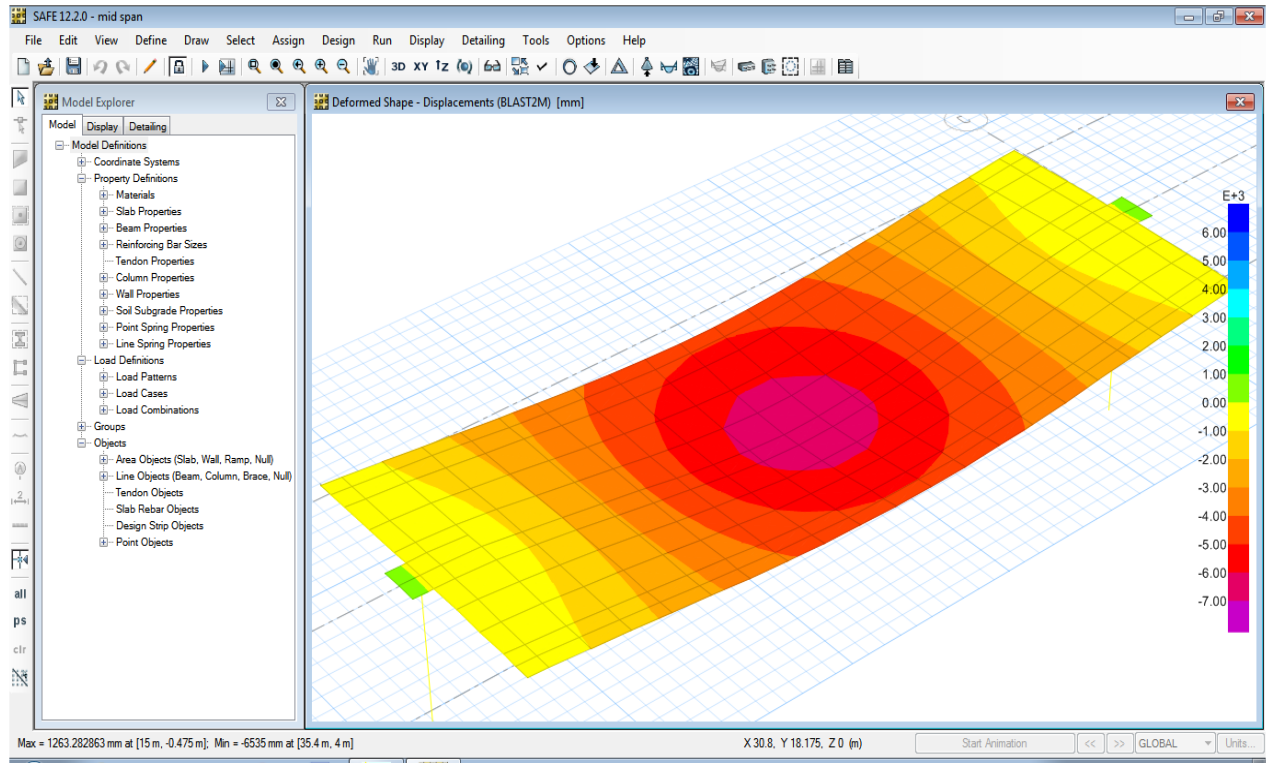 SAFE 12.2.0 - mid span
File Edit View Define Draw Select Assign Design Run Display Detailing Tools Options Help
3D XY
Model Explorer
Model Display Detailing
Model Definitions
Coordinate Systems
Property Definitions
Materials
Slab Properties
Beam Properties
Reinforcing Bar Sizes
Tendon Properties
Column Properties
Wall Properties
Soil Subgrade Properties
Point Spring Properties
Line Spring Properties
Load Definitions
Load Patterns
Load Cases
Load Combinations
Groups
Objects
Area Objects (Slab, Wall, Ramp, Null)
Line Objects (Beam, Column, Brace, Null)
Tendon Objects
Slab Rebar Objects
Design Strip Objects
Point Objects
all
ps
clr
Deformed Shape - Displacements (BLAST2M) [mm]
E+3
6.00
5.00
4.00
3.00
2.00
1.00
0.00
-1.00
-2.00
-3.00
-4.00
-5.00
-6.00
-7.00
Max = 1263.282863 mm at [15 m, -0.475 m]; Min = -6535 mm at [35.4 m, 4 m]
X 30.8, Y 18.175, Z 0 (m)
Start Animation << >> GLOBAL Units...